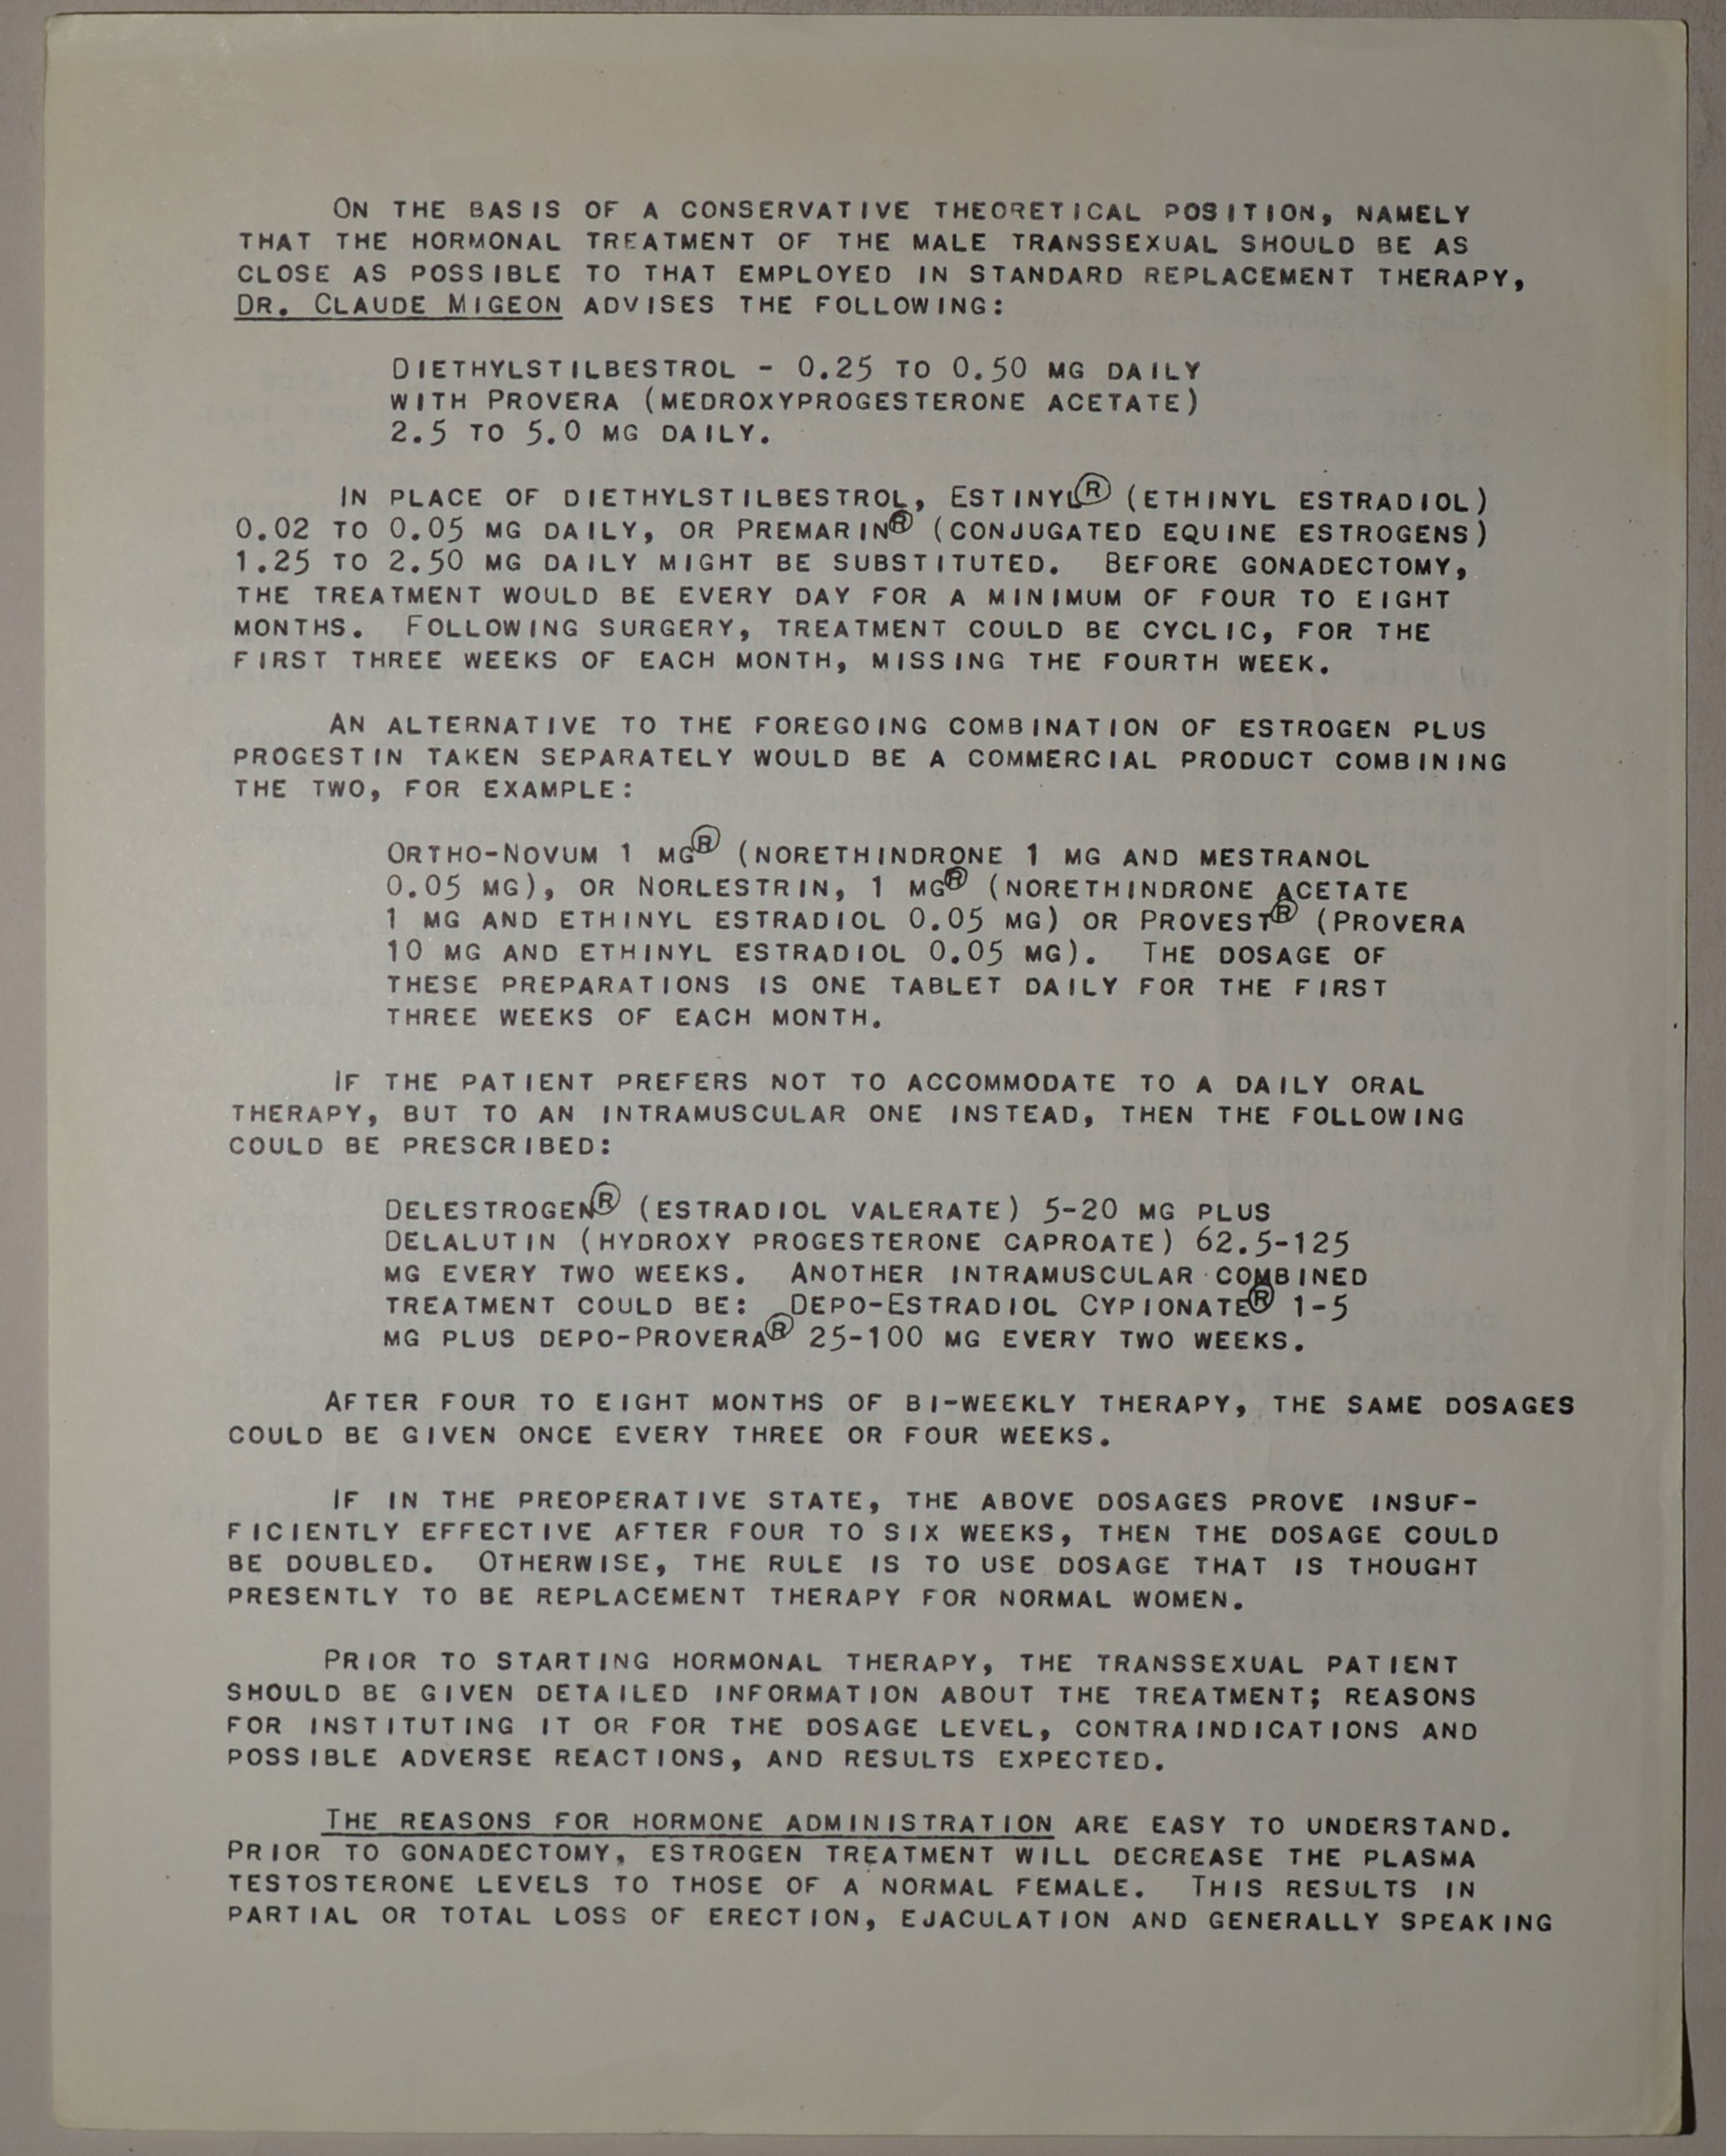 ON THE BASIS OF A CONSERVATIVE THEORETICAL POSITION, NAMELY
THAT THE HORMONAL TREATMENT OF THE MALE TRANSSEXUAL SHOULD BE AS
CLOSE AS POSSIBLE TO THAT EMPLOYED IN STANDARD REPLACEMENT THERAPY,
DR. CLAUDE MIGEON ADVISES THE FOLLOWING:
DIETHYLSTILBESTROL - 0.25 TO 0.50 MG DAILY
WITH PROVERA (MEDROXYPROGESTERONE ACETATE)
2.5 TO 5.0 MG DAILY.
IN PLACE OF DIETHYLSTILBESTROL, ESTINYL® (ETHINYL ESTRADIOL)
0.02 TO 0.05 MG DAILY, OR PREMARIN® (CONJUGATED EQUINE ESTROGENS)
1.25 TO 2.50 MG DAILY MIGHT BE SUBSTITUTED. BEFORE GONADECTOMY,
THE TREATMENT WOULD BE EVERY DAY FOR A MINIMUM OF FOUR TO EIGHT
MONTHS. FOLLOWING SURGERY, TREATMENT COULD BE CYCLIC, FOR THE
FIRST THREE WEEKS OF EACH MONTH, MISSING THE FOURTH WEEK.
AN ALTERNATIVE TO THE FOREGOING COMBINATION OF ESTROGEN PLUS
PROGESTIN TAKEN SEPARATELY WOULD BE A COMMERCIAL PRODUCT COMBINING
THE TWO, FOR EXAMPLE:
ORTHO-NOVUM 1 MG® (NORETHINDRONE 1 MG AND MESTRANOL
0.05 MG), OR NORLESTRIN, 1 MG® (NORETHINDRONE ACETATE
1 MG AND ETHINYL ESTRADIOL 0.05 MG) OR PROVEST® (PROVERA
10 MG AND ETHINYL ESTRADIOL 0.05 MG). THE DOSAGE OF
THESE PREPARATIONS IS ONE TABLET DAILY FOR THE FIRST
THREE WEEKS OF EACH MONTH.
IF THE PATIENT PREFERS NOT TO ACCOMMODATE TO A DAILY ORAL
THERAPY, BUT TO AN INTRAMUSCULAR ONE INSTEAD, THEN THE FOLLOWING
COULD BE PRESCRIBED:
DELESTROGEN® (ESTRADIOL VALERATE) 5-20 MG PLUS
DELALUTIN (HYDROXY PROGESTERONE CAPROATE) 62.5-125
MG EVERY TWO WEEKS. ANOTHER INTRAMUSCULAR COMBINED
TREATMENT COULD BE: DEPO-ESTRADIOL CYPIONATE® 1-5
MG PLUS DEPO-PROVERA® 25-100 MG EVERY TWO WEEKS.
AFTER FOUR TO EIGHT MONTHS OF BI-WEEKLY THERAPY, THE SAME DOSAGES
COULD BE GIVEN ONCE EVERY THREE OR FOUR WEEKS.
IF IN THE PREOPERATIVE STATE, THE ABOVE DOSAGES PROVE INSUF-
FICIENTLY EFFECTIVE AFTER FOUR TO SIX WEEKS, THEN THE DOSAGE COULD
BE DOUBLED. OTHERWISE, THE RULE IS TO USE DOSAGE THAT IS THOUGHT
PRESENTLY TO BE REPLACEMENT THERAPY FOR NORMAL WOMEN.
PRIOR TO STARTING HORMONAL THERAPY, THE TRANSSEXUAL PATIENT
SHOULD BE GIVEN DETAILED INFORMATION ABOUT THE TREATMENT; REASONS
FOR INSTITUTING IT OR FOR THE DOSAGE LEVEL, CONTRAINDICATIONS AND
POSSIBLE ADVERSE REACTIONS, AND RESULTS EXPECTED.
THE REASONS FOR HORMONE ADMINISTRATION ARE EASY TO UNDERSTAND.
PRIOR TO GONADECTOMY, ESTROGEN TREATMENT WILL DECREASE THE PLASMA
TESTOSTERONE LEVELS TO THOSE OF A NORMAL FEMALE. THIS RESULTS IN
PARTIAL OR TOTAL LOSS OF ERECTION, EJACULATION AND GENERALLY SPEAKING